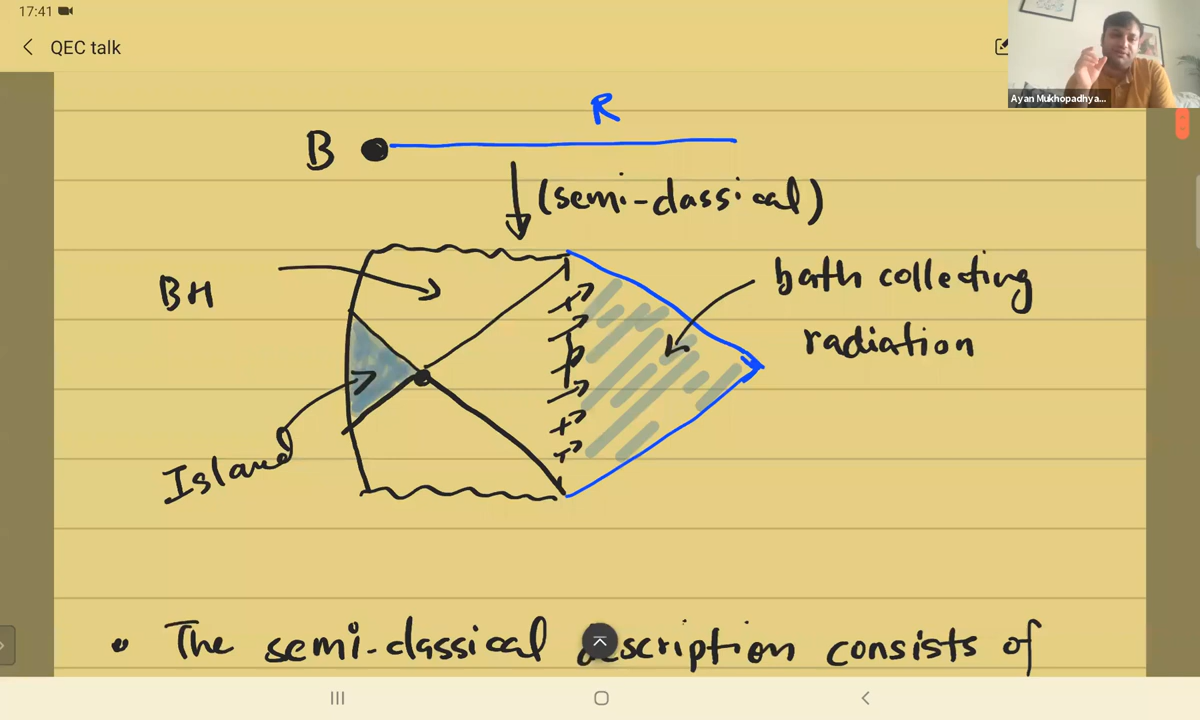 17:41
QEC talk
Ayan Mukhopadhya...
R
B
(semi-classical)
BH
bath collecting
radiation
Island
• The semi-classical description consists of